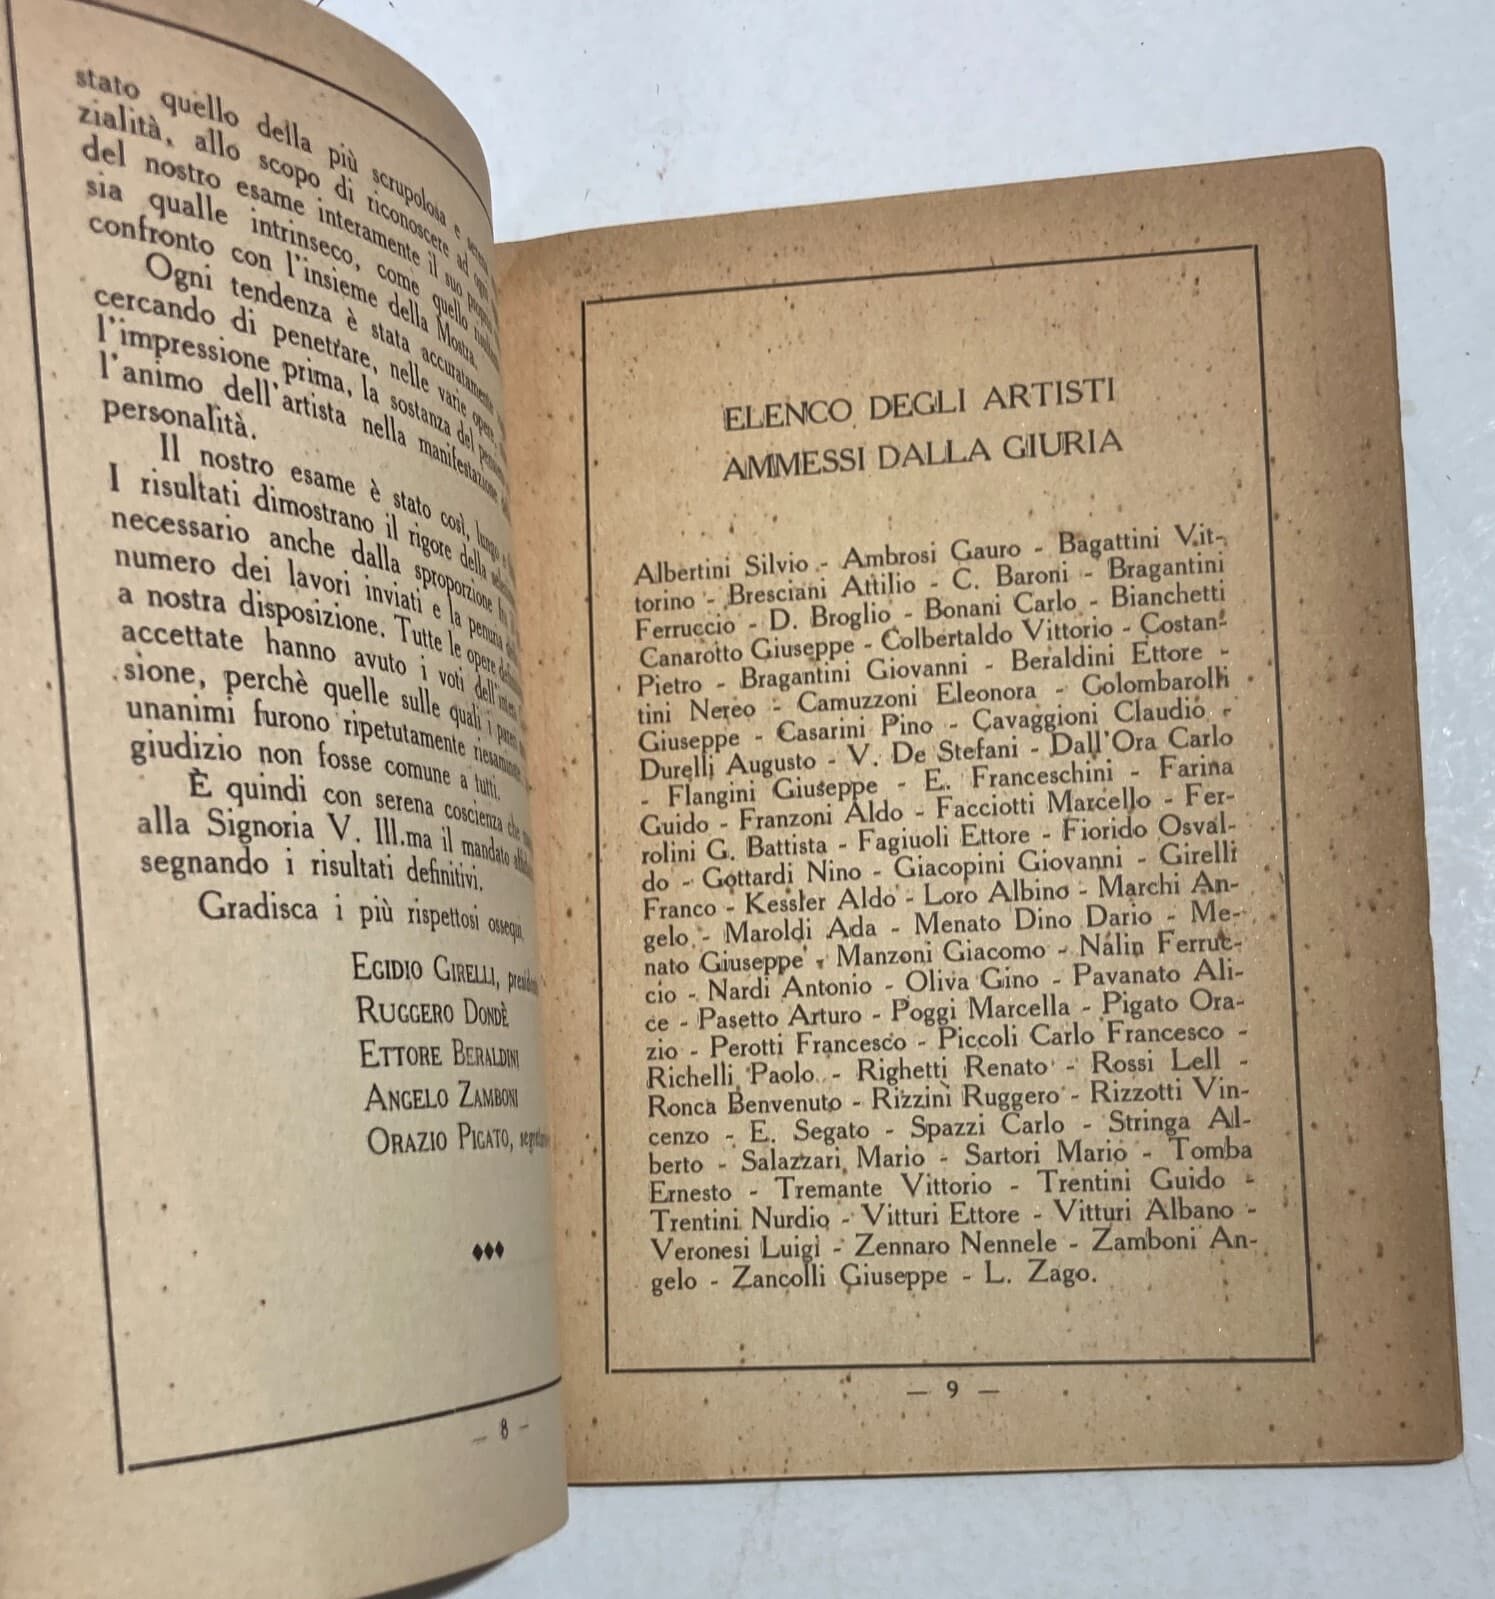 stato quello della più scrupolosa e
zialità, allo scopo di riconoscere ad ogni
del nostro esame interamente il suo proprio
sia qualle intrinseco, come quello
confronto con l'insieme della Mostra.
Ogni tendenza è stata accuratamente
cercando di penetrare, nelle varie opere,
l'impressione prima, la sostanza del
l'animo dell'artista nella manifestazione
personalità.
Il nostro esame è stato così, lungo
I risultati dimostrano il rigore della
necessario anche dalla sproporzione
numero dei lavori inviati e la penuria
a nostra disposizione. Tutte le opere
accettate hanno avuto i voti
sione, perchè quelle sulle quali i
unanimi furono ripetutamente
giudizio non fosse comune a tutti.
È quindi con serena coscienza che
alla Signoria V. Ill.ma il mandato
segnando i risultati definitivi.
Gradisca i più rispettosi ossequi.
EGIDIO GIRELLI,
RUGGERO DONDÈ
ETTORE BERALDINI
ANGELO ZAMBONI
ORAZIO PIGATO,
— 8 —
ELENCO DEGLI ARTISTI
AMMESSI DALLA GIURIA
Albertini Silvio - Ambrosi Gauro - Bagattini Vit-
torino - Bresciani Attilio - C. Baroni - Bragantini
Ferruccio - D. Broglio - Bonani Carlo - Bianchetti
Canarotto Giuseppe - Colbertaldo Vittorio - Costan-
Pietro - Bragantini Giovanni - Beraldini Ettore -
tini Nereo - Camuzzoni Eleonora - Colombarolli
Giuseppe - Casarini Pino - Cavaggioni Claudio -
Durelli Augusto - V. De Stefani - Dall'Ora Carlo
- Flangini Giuseppe - E. Franceschini - Farina
Guido - Franzoni Aldo - Facciotti Marcello - Fer-
rolini G. Battista - Fagiuoli Ettore - Fiorido Osval-
do - Gottardi Nino - Giacopini Giovanni - Girelli
Franco - Kessler Aldo - Loro Albino - Marchi An-
gelo - Maroldi Ada - Menato Dino Dario - Me-
nato Giuseppe - Manzoni Giacomo - Nalin Ferruc-
cio - Nardi Antonio - Oliva Gino - Pavanato Ali-
ce - Pasetto Arturo - Poggi Marcella - Pigato Ora-
zio - Perotti Francesco - Piccoli Carlo Francesco -
Richelli Paolo - Righetti Renato - Rossi Lell -
Ronca Benvenuto - Rizzini Ruggero - Rizzotti Vin-
cenzo - E. Segato - Spazzi Carlo - Stringa Al-
berto - Salazzari Mario - Sartori Mario - Tomba
Ernesto - Tremante Vittorio - Trentini Guido -
Trentini Nurdio - Vitturi Ettore - Vitturi Albano -
Veronesi Luigi - Zennaro Nennele - Zamboni An-
gelo - Zancolli Giuseppe - L. Zago.
— 9 —